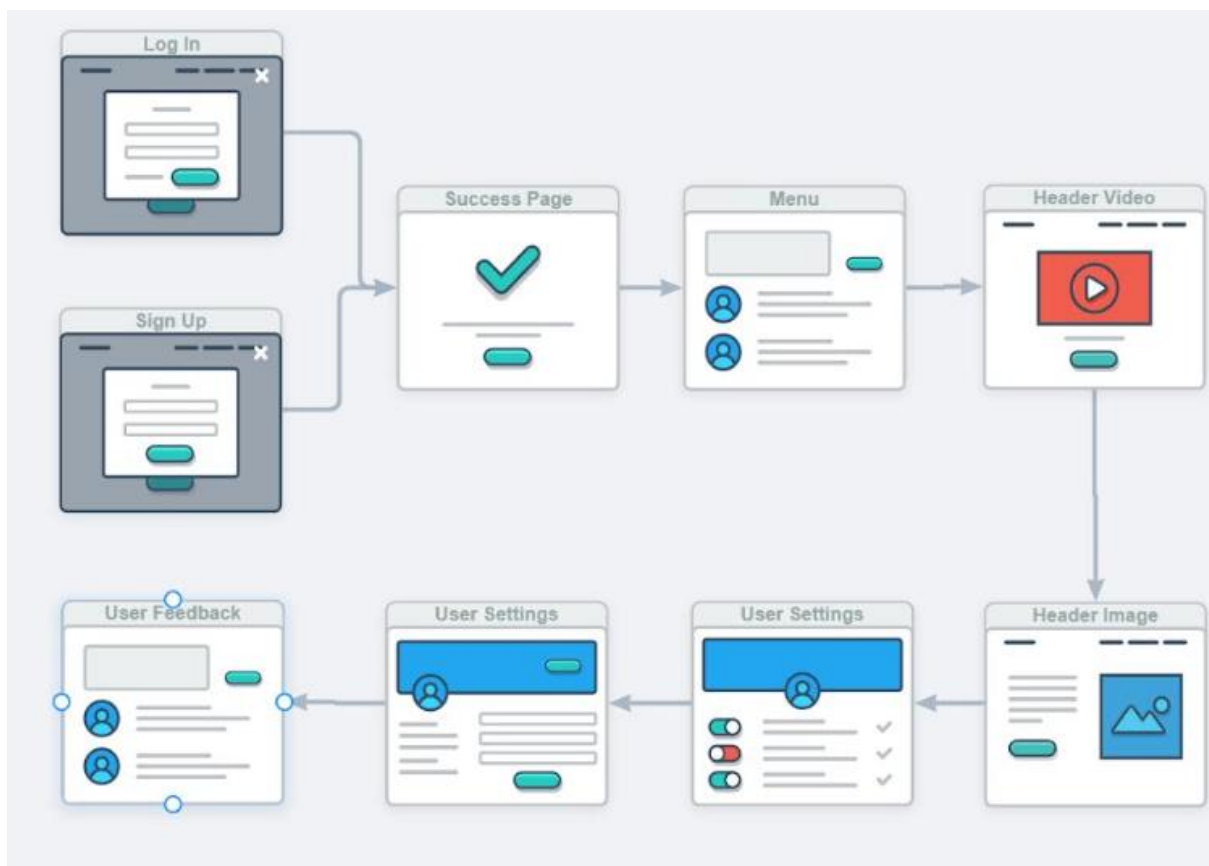 Log In
Success Page
Menu
Header Video
Sign Up
User Feedback
User Settings
User Settings
Header Image